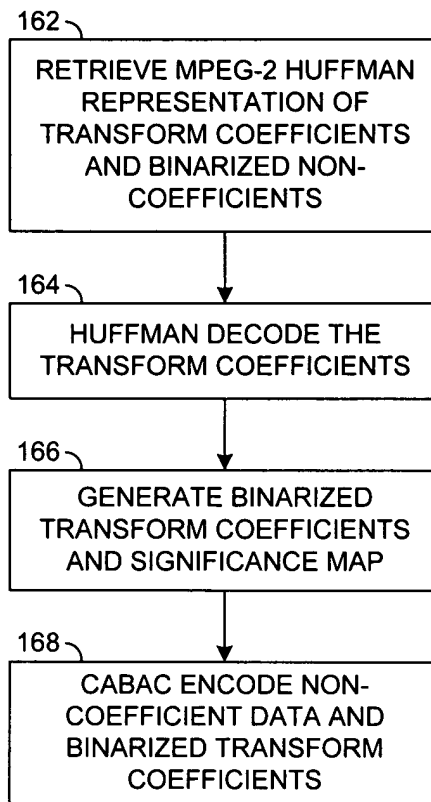 162
RETRIEVE MPEG-2 HUFFMAN
REPRESENTATION OF
TRANSFORM COEFFICIENTS
AND BINARIZED NON-
COEFFICIENTS
164
HUFFMAN DECODE THE
TRANSFORM COEFFICIENTS
166
GENERATE BINARIZED
TRANSFORM COEFFICIENTS
AND SIGNIFICANCE MAP
168
CABAC ENCODE NON-
COEFFICIENT DATA AND
BINARIZED TRANSFORM
COEFFICIENTS